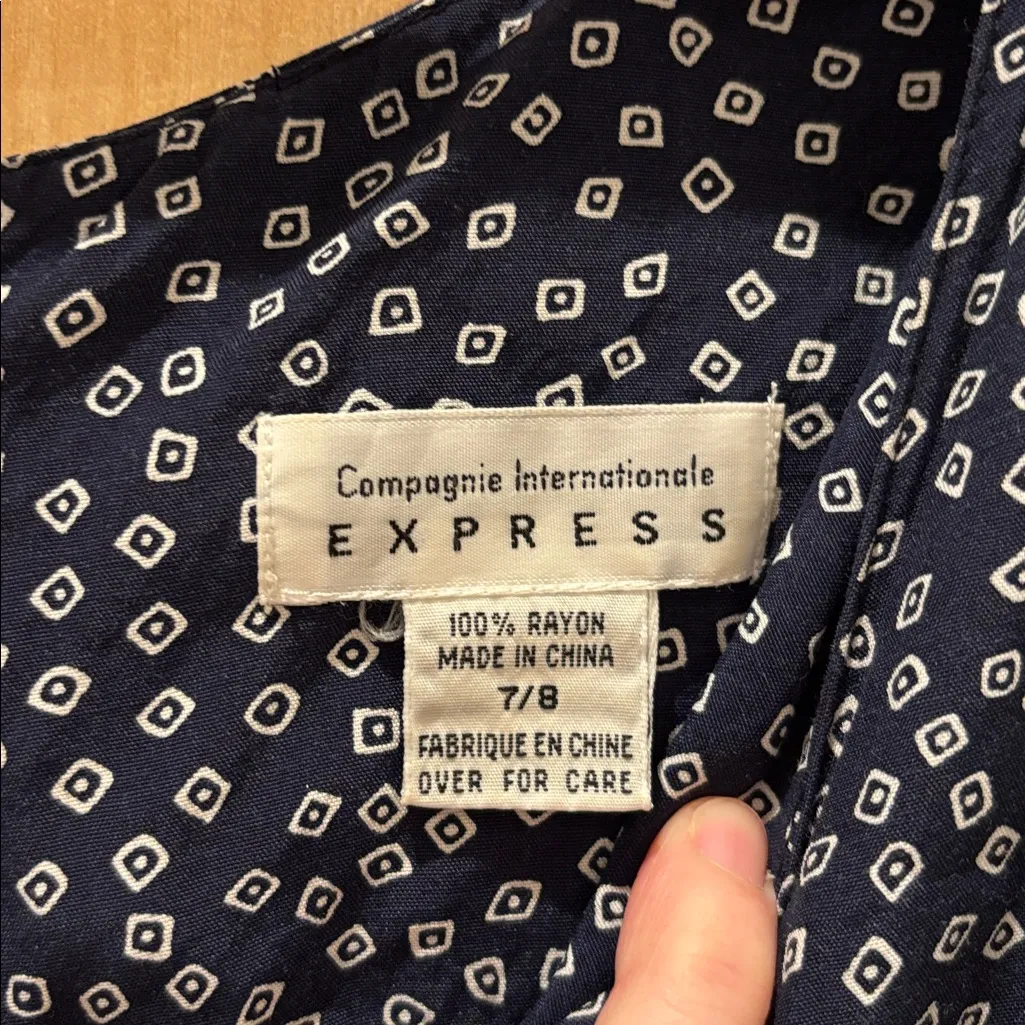 Compagnie Internationale
EXPRESS
100% RAYON
MADE IN CHINA
7/8
FABRIQUE EN CHINE
OVER FOR CARE